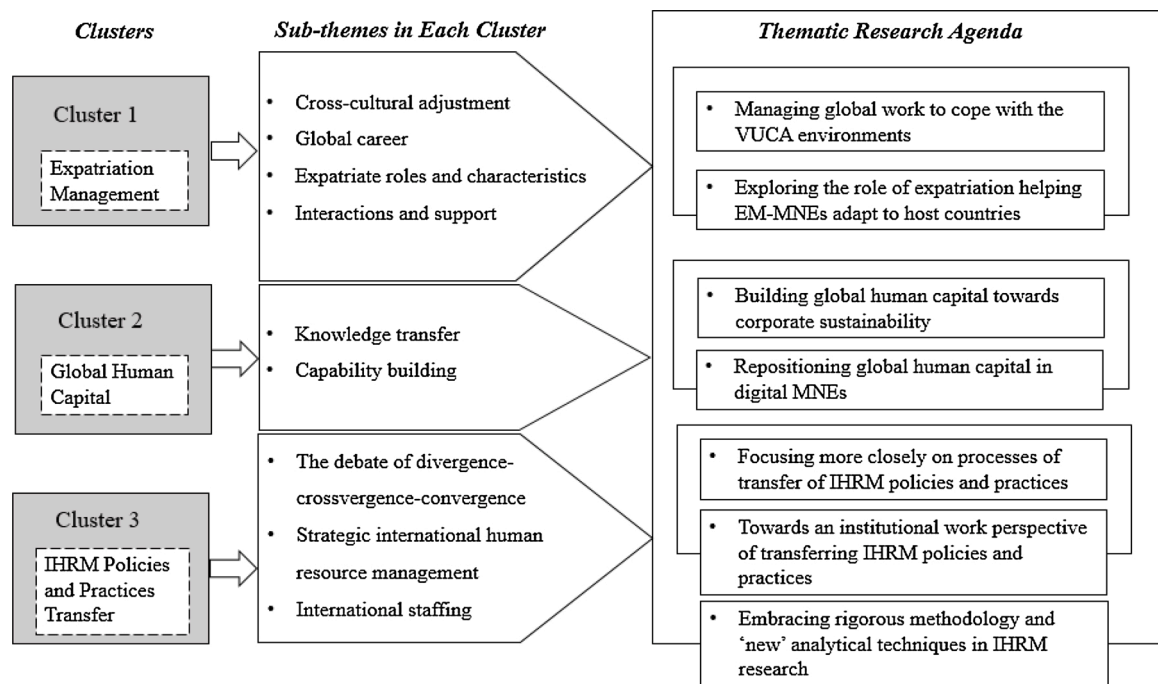 Clusters
Sub-themes in Each Cluster
Thematic Research Agenda
Cluster 1
Expatriation
Management
• Cross-cultural adjustment
• Global career
• Expatriate roles and characteristics
• Interactions and support
• Managing global work to cope with the
VUCA environments
• Exploring the role of expatriation helping
EM-MNEs adapt to host countries
Cluster 2
Global Human
Capital
• Knowledge transfer
• Capability building
• Building global human capital towards
corporate sustainability
• Repositioning global human capital in
digital MNEs
Cluster 3
IHRM Policies
and Practices
Transfer
• The debate of divergence-
crossvergence-convergence
• Strategic international human
resource management
• International staffing
• Focusing more closely on processes of
transfer of IHRM policies and practices
• Towards an institutional work perspective
of transferring IHRM policies and
practices
• Embracing rigorous methodology and
‘new’ analytical techniques in IHRM
research